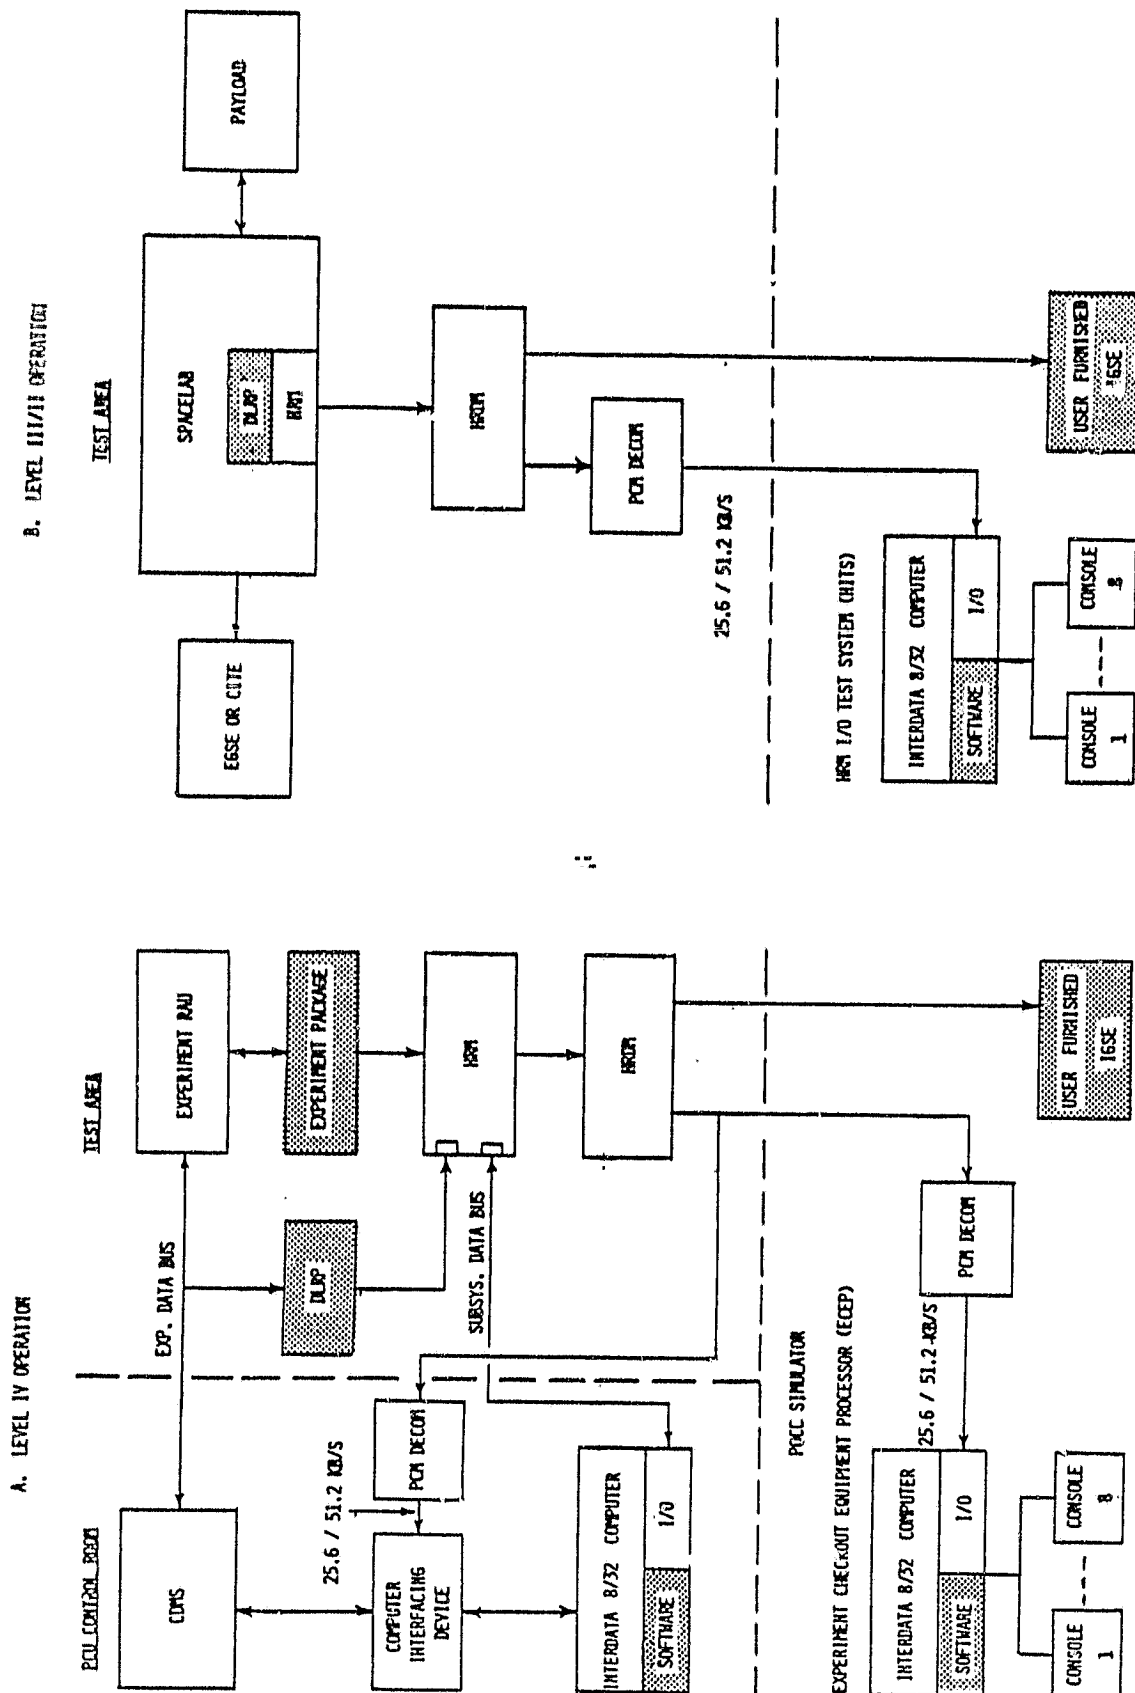 A. LEVEL IV OPERATION
PCU CONTROL ROOM
TEST AREA
CDMS
EXP. DATA BUS
EXPERIMENT RAU
DLRP
EXPERIMENT PACKAGE
25.6 / 51.2 KB/S
COMPUTER
INTERFACING
DEVICE
PCM DECOM
SUBSYS. DATA BUS
HRM
INTERDATA 8/32 COMPUTER
SOFTWARE
I/O
HRDM
POCC SIMULATOR
EXPERIMENT CHECKOUT EQUIPMENT PROCESSOR (ECEP)
INTERDATA 8/32 COMPUTER
SOFTWARE
I/O
25.6 / 51.2 KB/S
PCM DECOM
CONSOLE
1
CONSOLE
8
USER FURNISHED
IGSE
B. LEVEL III/II OPERATION
TEST AREA
EGSE OR CITE
SPACELAB
DLRP
HRM
PAYLOAD
HRDM
PCM DECOM
25.6 / 51.2 KB/S
HRM I/O TEST SYSTEM (HITS)
INTERDATA 8/32 COMPUTER
SOFTWARE
I/O
CONSOLE
1
CONSOLE
8
USER FURNISHED
IGSE